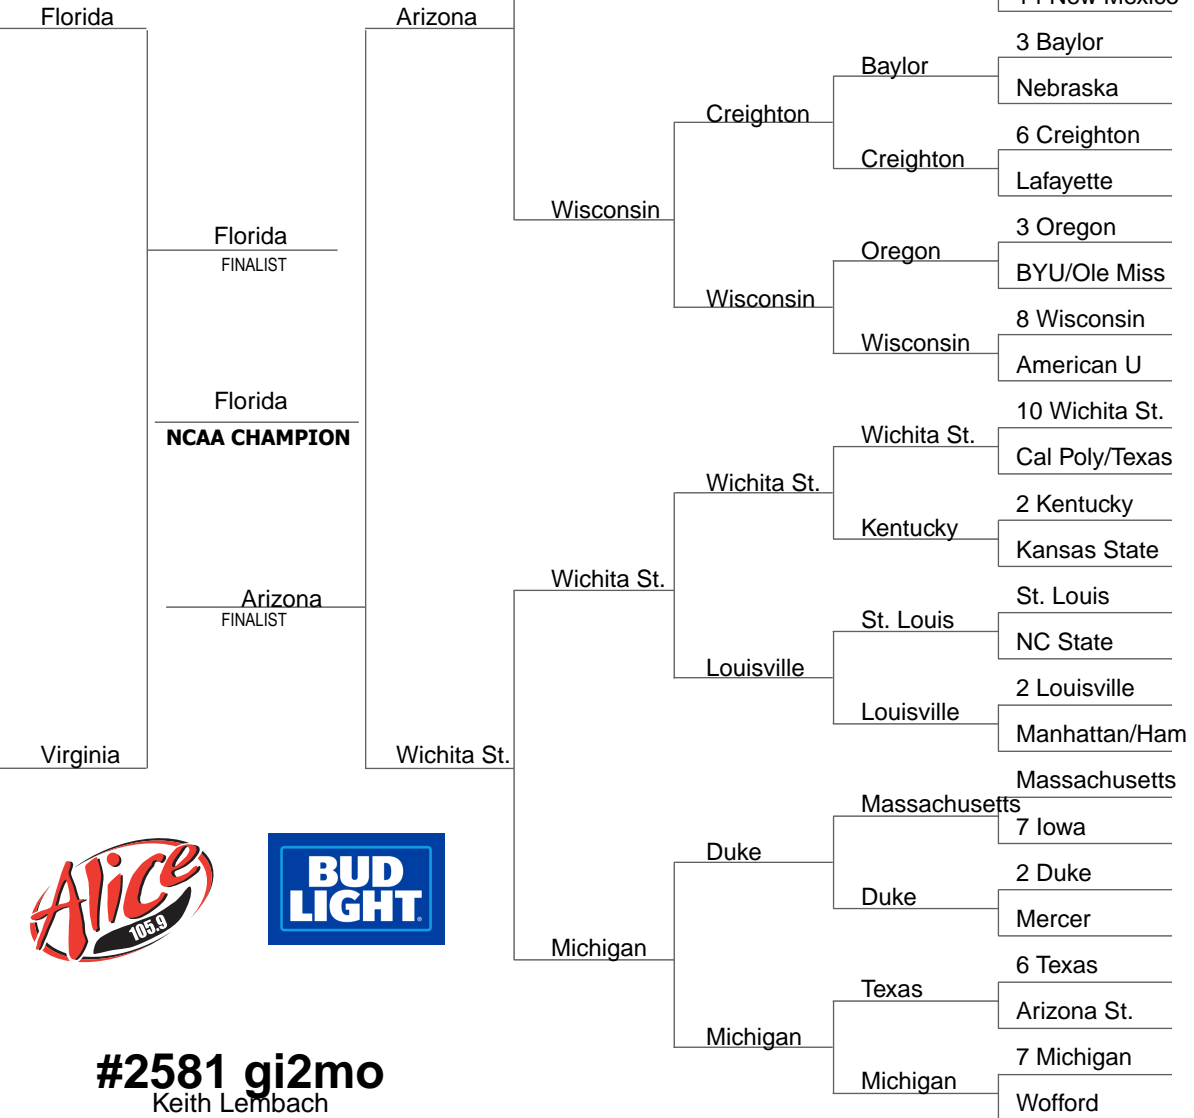 Florida
Virginia
Florida
FINALIST
Florida
NCAA CHAMPION
Arizona
FINALIST
Arizona
Wichita St.
Wisconsin
Wichita St.
Michigan
Creighton
Wisconsin
Wichita St.
Louisville
Duke
Michigan
Baylor
Creighton
Oregon
Wisconsin
Wichita St.
Kentucky
St. Louis
Louisville
Massachusetts
Duke
Texas
Michigan
3 Baylor
Nebraska
6 Creighton
Lafayette
3 Oregon
BYU/Ole Miss
8 Wisconsin
American U
10 Wichita St.
Cal Poly/Texas
2 Kentucky
Kansas State
St. Louis
NC State
2 Louisville
Manhattan/Ham
Massachusetts
7 Iowa
2 Duke
Mercer
6 Texas
Arizona St.
7 Michigan
Wofford
Alice
105.9
BUD
LIGHT
#2581 gi2mo
Keith Lembach